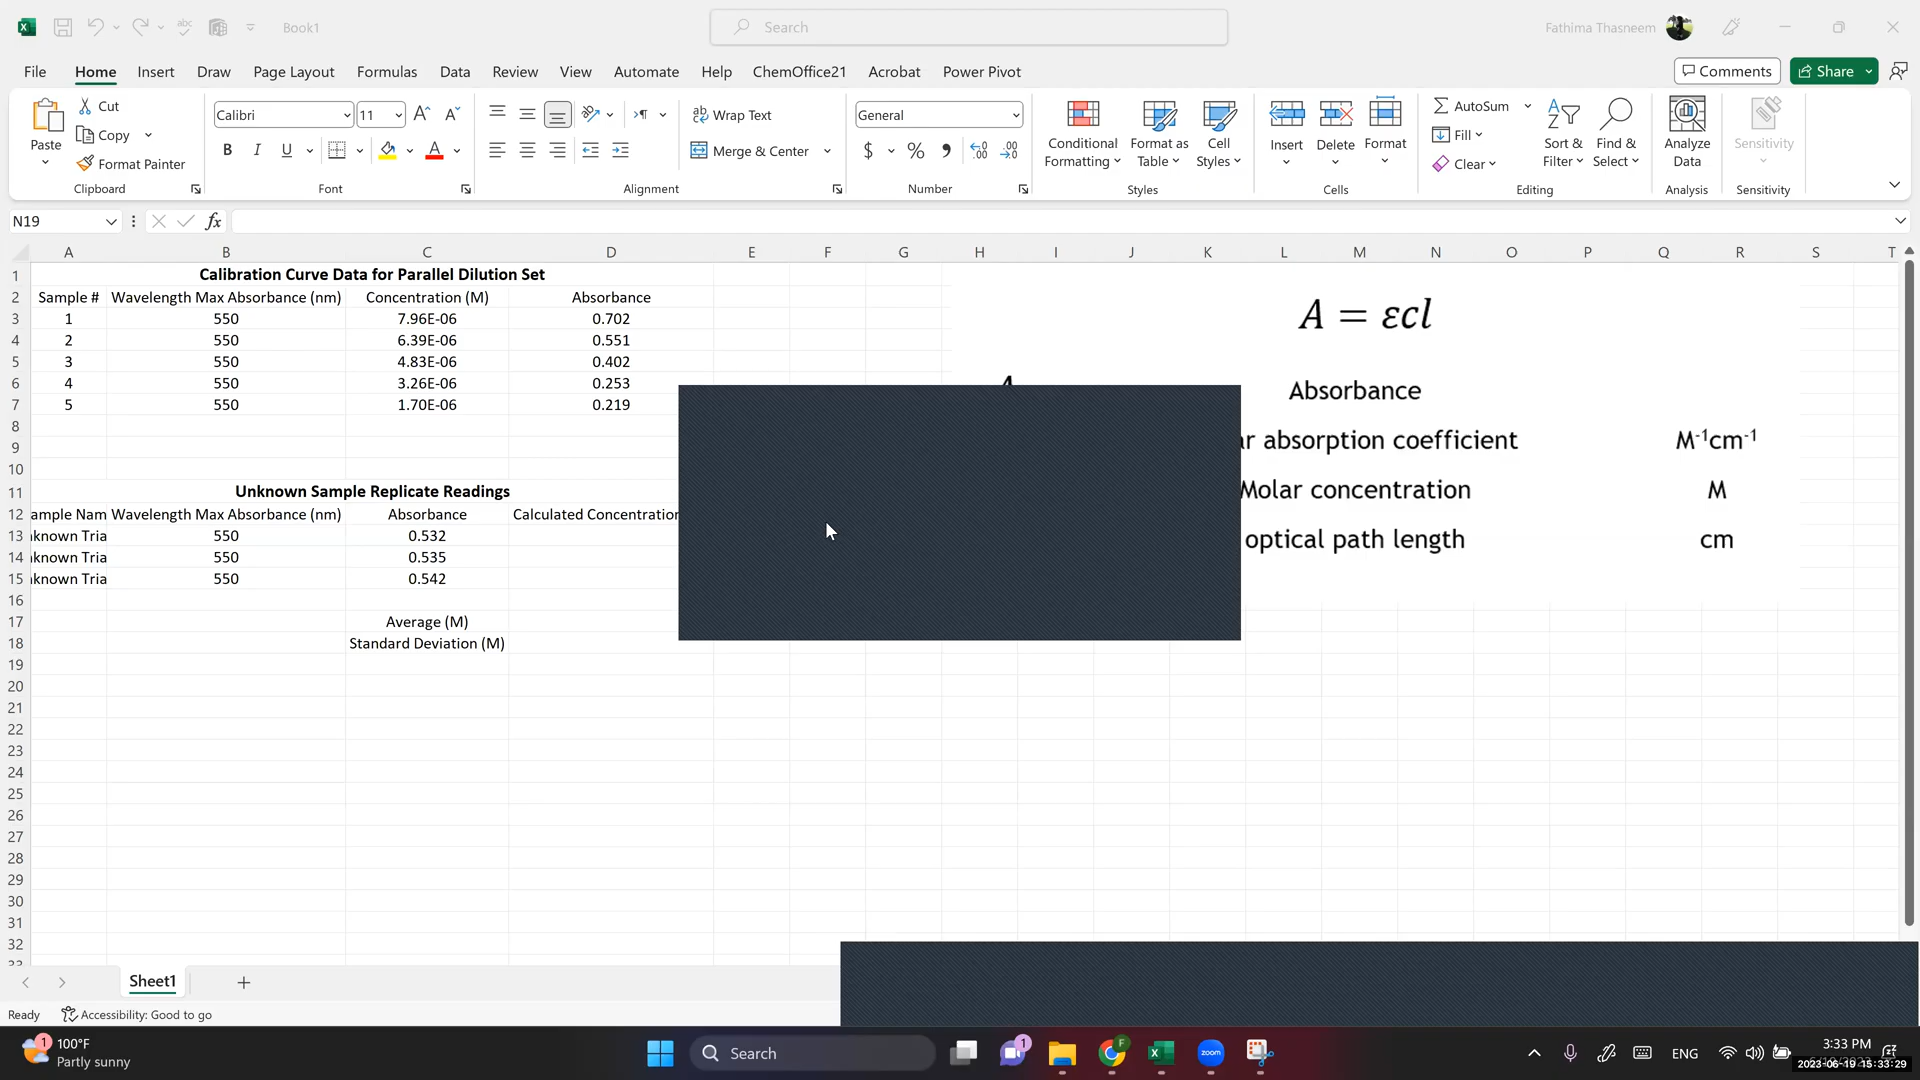 Book1
Search
Fathima Thasneem
File Home Insert Draw Page Layout Formulas Data Review View Automate Help ChemOffice21 Acrobat Power Pivot
Comments Share
Paste
Cut
Copy
Format Painter
Clipboard
Calibri 11
B I U
Font
Wrap Text
Merge & Center
Alignment
General
$ %
Number
Conditional Formatting
Format as Table
Cell Styles
Styles
Insert Delete Format
Cells
AutoSum
Fill
Clear
Sort & Filter
Find & Select
Editing
Analyze Data
Analysis
Sensitivity
Sensitivity
N19 fx
A B C D E F G H I J K L M N O P Q R S T
1 Calibration Curve Data for Parallel Dilution Set
2 Sample # Wavelength Max Absorbance (nm) Concentration (M) Absorbance
3 1 550 7.96E-06 0.702
4 2 550 6.39E-06 0.551
5 3 550 4.83E-06 0.402
6 4 550 3.26E-06 0.253
7 5 550 1.70E-06 0.219
8
9
10
11 Unknown Sample Replicate Readings
12 ample Nam Wavelength Max Absorbance (nm) Absorbance Calculated Concentration
13 known Tria 550 0.532
14 known Tria 550 0.535
15 known Tria 550 0.542
16
17 Average (M)
18 Standard Deviation (M)
19
20
21
22
23
24
25
26
27
28
29
30
31
32
A = εcl
Absorbance
ar absorption coefficient M⁻¹cm⁻¹
Molar concentration M
optical path length cm
Sheet1
Ready Accessibility: Good to go
1
100°F
Partly sunny
Search
1
zoom
ENG
3:33 PM
2023-06-19 15:33:29